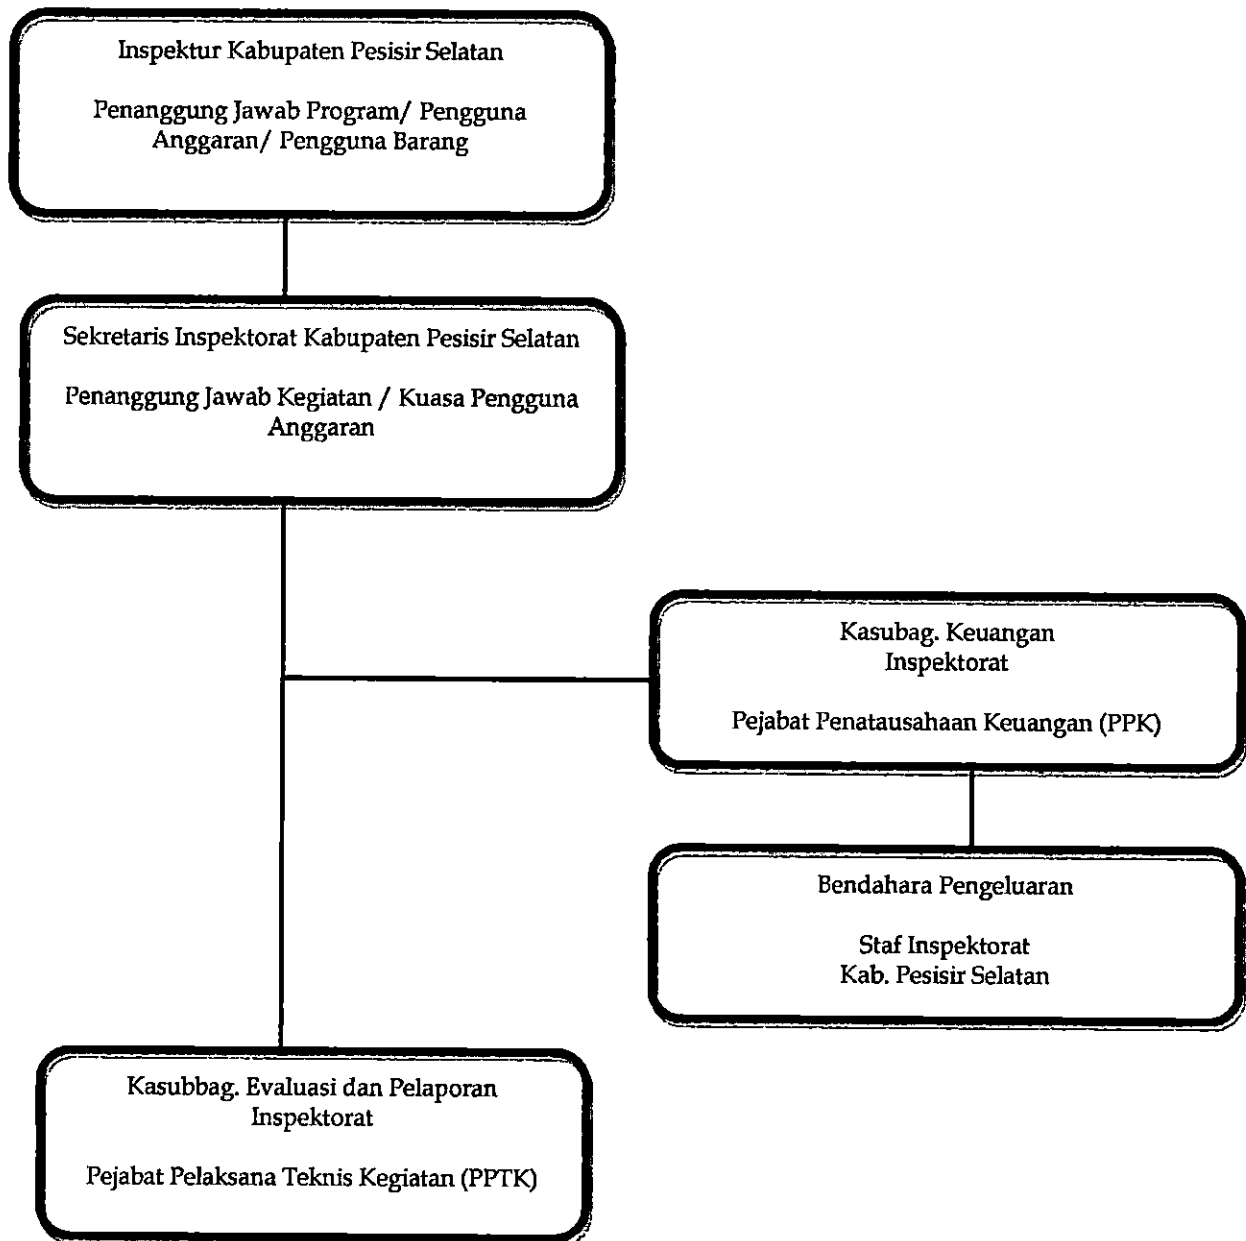 Inspektur Kabupaten Pesisir Selatan
Penanggung Jawab Program/ Pengguna
Anggaran/ Pengguna Barang
Sekretaris Inspektorat Kabupaten Pesisir Selatan
Penanggung Jawab Kegiatan / Kuasa Pengguna
Anggaran
Kasubag. Keuangan
Inspektorat
Pejabat Penatausahaan Keuangan (PPK)
Bendahara Pengeluaran
Staf Inspektorat
Kab. Pesisir Selatan
Kasubbag. Evaluasi dan Pelaporan
Inspektorat
Pejabat Pelaksana Teknis Kegiatan (PPTK)